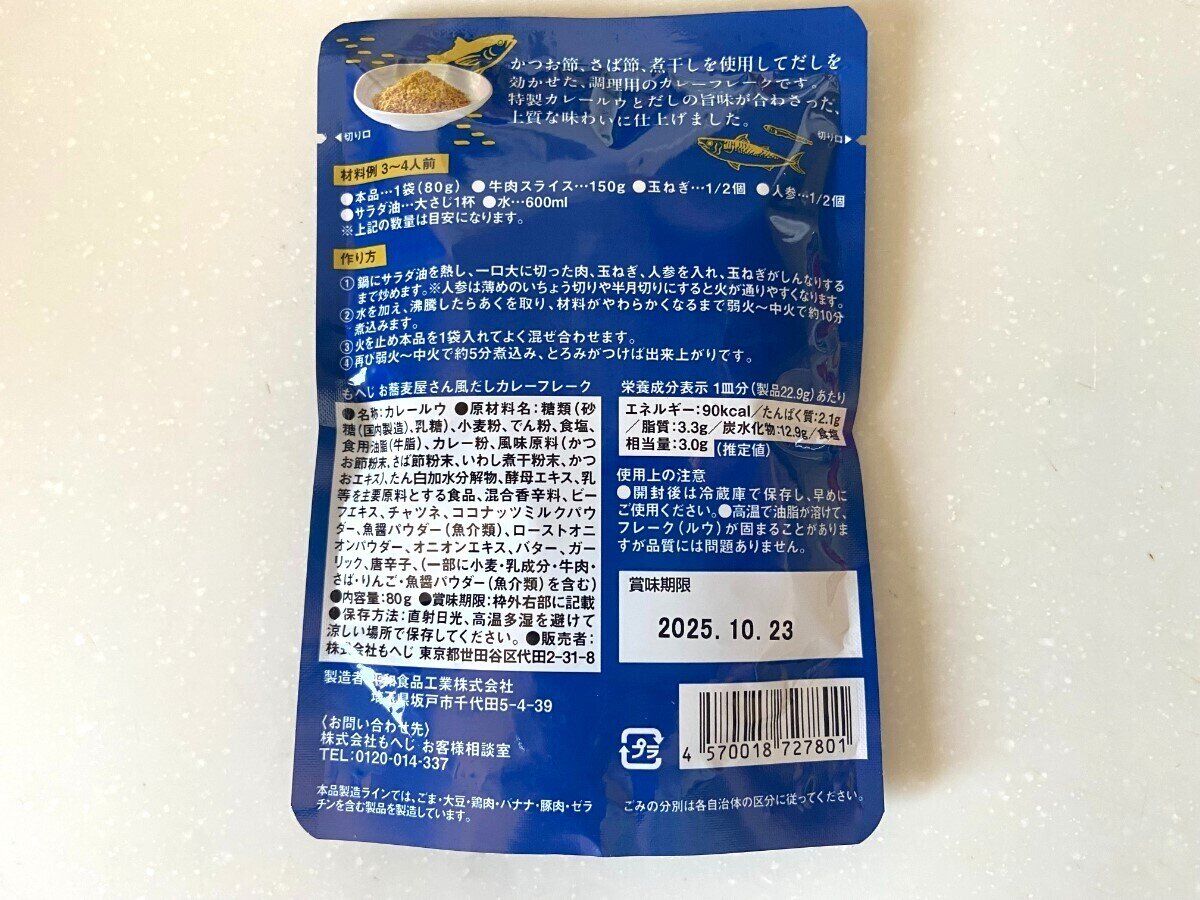 かつお節、さば節、煮干しを使用してだしを
効かせた、調理用のカレーフレークです。
特製カレールウとだしの旨味が合わさった、
上質な味わいに仕上げました。
◀切り口
切り口▶
材料例 3～4人前
●本品…1袋(80g) ●牛肉スライス…150g ●玉ねぎ…1/2個 ●人参…1/2個
●サラダ油…大さじ1杯 ●水…600ml
※上記の数量は目安になります。
作り方
①鍋にサラダ油を熱し、一口大に切った肉、玉ねぎ、人参を入れ、玉ねぎがしんなりする
まで炒めます。※人参は薄めのいちょう切りや半月切りにすると火が通りやすくなります。
②水を加え、沸騰したらあくを取り、材料がやわらかくなるまで弱火～中火で約10分
煮込みます。
③火を止め本品を1袋入れてよく混ぜ合わせます。
④再び弱火～中火で約5分煮込み、とろみがつけば出来上がりです。
もへじ お蕎麦屋さん風だしカレーフレーク
●名称:カレールウ ●原材料名:糖類(砂
糖(国内製造)、乳糖)、小麦粉、でん粉、食塩、
食用油脂(牛脂)、カレー粉、風味原料(かつ
お節粉末、さば節粉末、いわし煮干粉末、かつ
おエキス)、たん白加水分解物、酵母エキス、乳
等を主要原料とする食品、混合香辛料、ビー
フエキス、チャツネ、ココナッツミルクパウ
ダー、魚醤パウダー(魚介類)、ローストオニ
オンパウダー、オニオンエキス、バター、ガー
リック、唐辛子、(一部に小麦・乳成分・牛肉・
さば・りんご・魚醤パウダー(魚介類)を含む)
●内容量:80g ●賞味期限:枠外右部に記載
●保存方法:直射日光、高温多湿を避けて
涼しい場所で保存してください。●販売者:
株式会社もへじ 東京都世田谷区代田2-31-8
製造者 和食品工業株式会社
県坂戸市千代田5-4-39
〈お問い合わせ先〉
株式会社もへじ お客様相談室
TEL:0120-014-337
本品製造ラインでは、ごま・大豆・鶏肉・バナナ・豚肉・ゼラ
チンを含む製品を製造しています。
栄養成分表示 1皿分(製品22.9g)あたり
エネルギー:90kcal/たんぱく質:2.1g
/脂質:3.3g/炭水化物:12.9g/食塩
相当量:3.0g (推定値)
使用上の注意
●開封後は冷蔵庫で保存し、早めに
ご使用ください。●高温で油脂が溶けて、
フレーク(ルウ)が固まることがありま
すが品質には問題ありません。
賞味期限
2025.10.23
プラ
4 570018 727801
ごみの分別は各自治体の区分に従ってください。